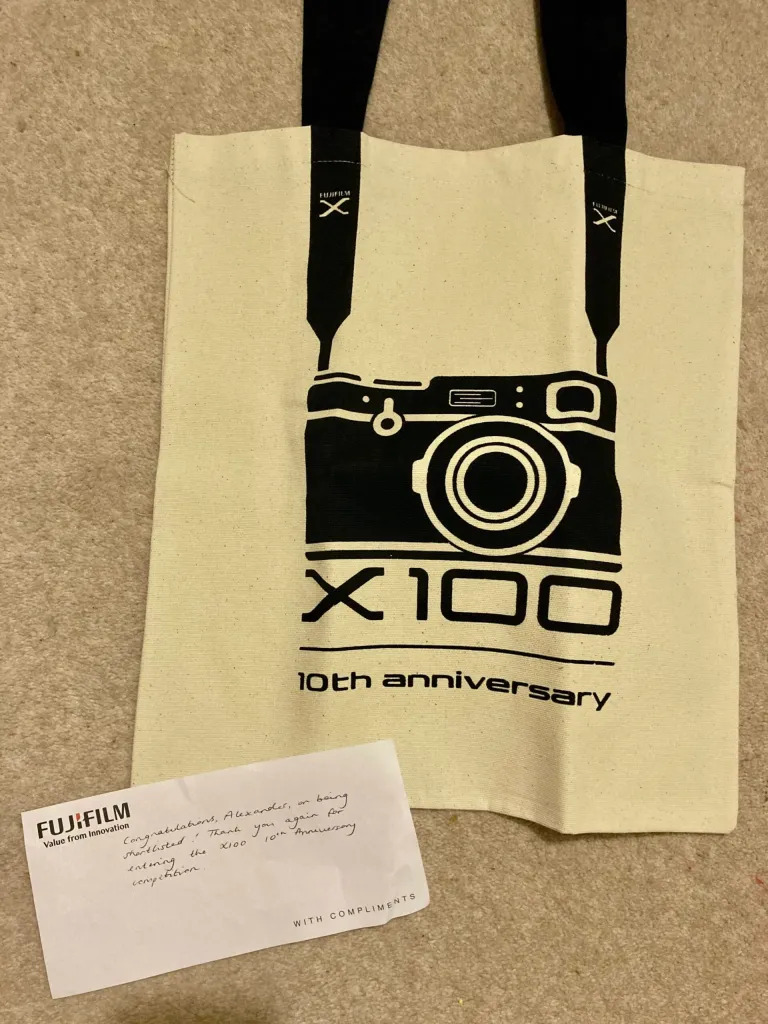 FUJIFILM
X
FUJIFILM
X
X100
10th anniversary
FUJIFILM
Value from Innovation
Congratulations, Alexander, on being
shortlisted! Thank you again for
entering the X100 10th Anniversary
competition.
WITH COMPLIMENTS